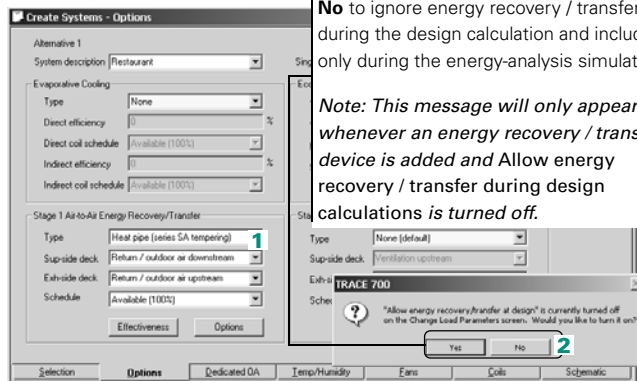 Create Systems - Options
Alternative 1
System description Restaurant
Evaporative Cooling
Type None
Direct efficiency 0 %
Direct coil schedule Available (100%)
Indirect efficiency 0 %
Indirect coil schedule Available (100%)
Stage 1 Air-to-Air Energy Recovery/Transfer
Type Heat pipe (series SA tempering) 1
Sup-side deck Return / outdoor air downstream
Exh-side deck Return / outdoor air upstream
Schedule Available (100%)
Effectiveness Options
No to ignore energy recovery / transfer
during the design calculation and includ
only during the energy-analysis simulat
Note: This message will only appear
whenever an energy recovery / trans
device is added and Allow energy
recovery / transfer during design
calculations is turned off.
Sing
Eco
Sta
Type None (default)
Sup-side deck Ventilation upstream
Exh-si
Sched
TRACE 700
"Allow energy recovery/transfer at design" is currently turned off
on the Change Load Parameters screen. Would you like to turn it on?
Yes No 2
Selection Options Dedicated OA Temp/Humidity Fans Coils Schematic